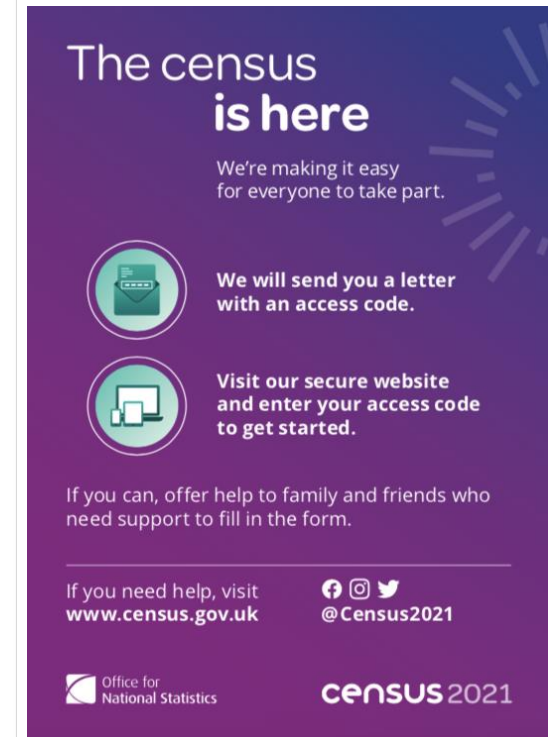 The census
is here
We're making it easy
for everyone to take part.
We will send you a letter
with an access code.
Visit our secure website
and enter your access code
to get started.
If you can, offer help to family and friends who
need support to fill in the form.
If you need help, visit
www.census.gov.uk
@Census2021
Office for
National Statistics
census 2021